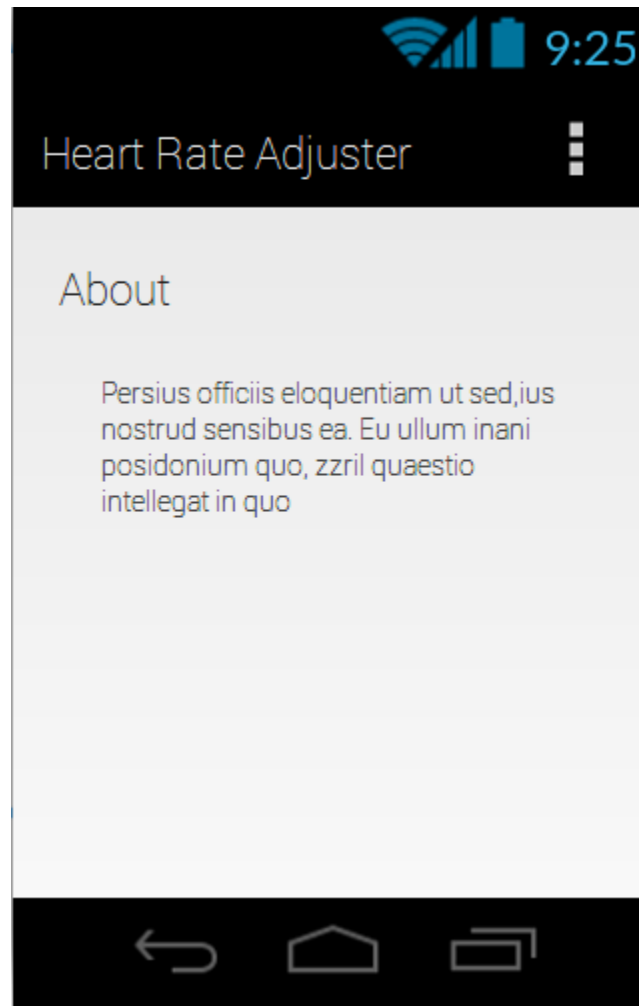 9:25
Heart Rate Adjuster
About
Persius officiis eloquentiam ut sed,ius
nostrud sensibus ea. Eu ullum inani
posidonium quo, zzril quaestio
intellegat in quo